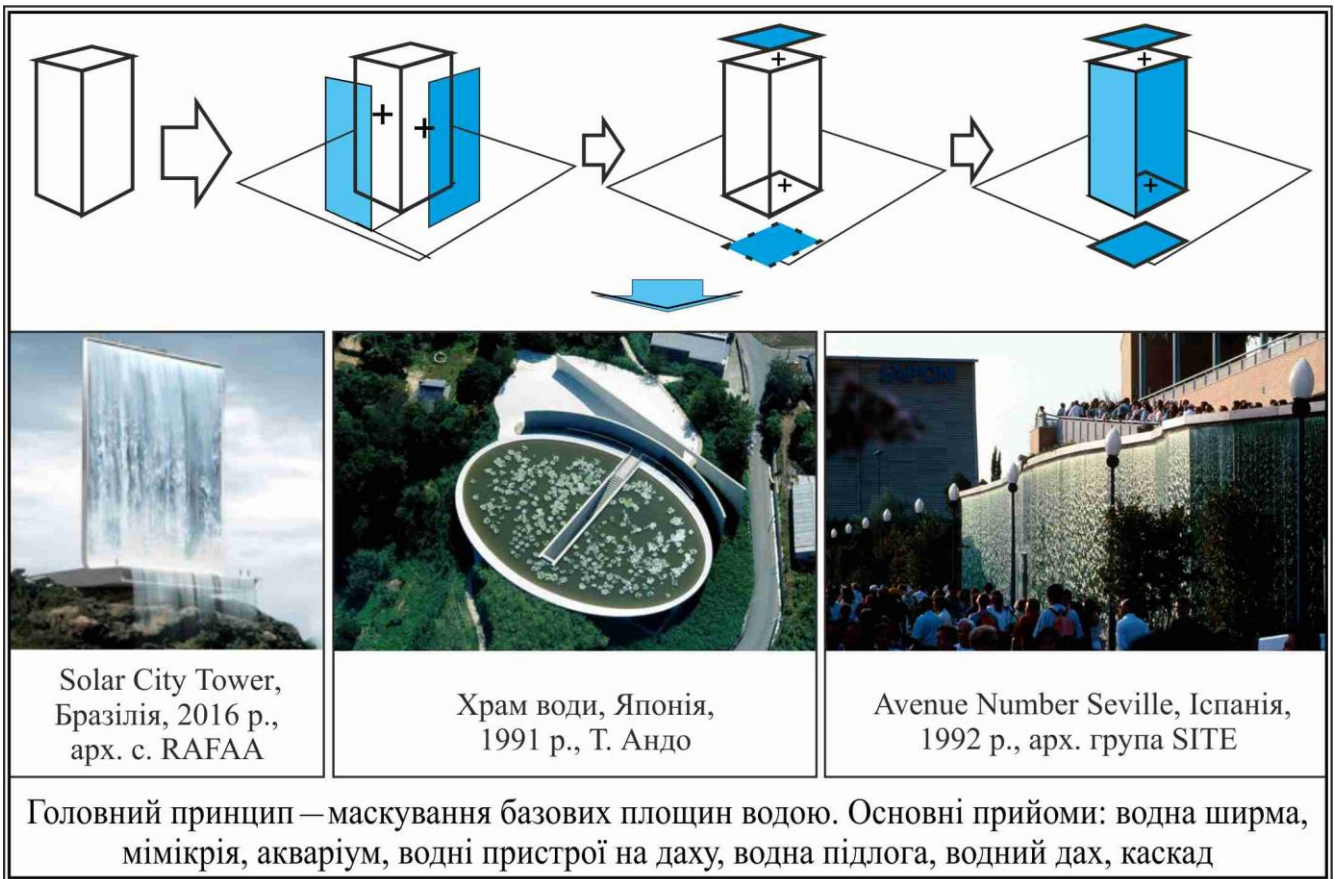 Solar City Tower,
Бразілія, 2016 р.,
арх. с. RAFAA
Храм води, Японія,
1991 р., Т. Андо
Avenue Number Seville, Іспанія,
1992 р., арх. група SITE
Головний принцип – маскування базових площин водою. Основні прийоми: водна ширма,
мімікрія, акваріум, водні пристрої на даху, водна підлога, водний дах, каскад